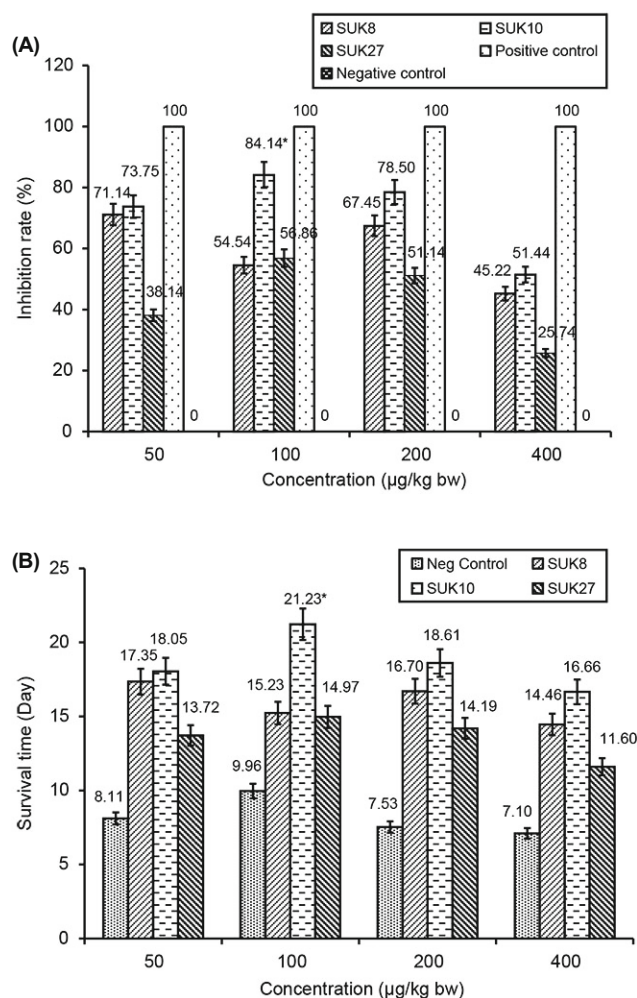 (A)
SUK8 SUK10
SUK27 Positive control
Negative control
Inhibition rate (%)
120
100
80
60
40
20
0
71.14 73.75 38.14 100 0
54.54 84.14* 56.86 100 0
67.45 78.50 51.14 100 0
45.22 51.44 25.74 100 0
50 100 200 400
Concentration (µg/kg bw)
(B)
Neg Control SUK8
SUK10 SUK27
Survival time (Day)
25
20
15
10
5
0
8.11 17.35 18.05 13.72
9.96 15.23 21.23* 14.97
7.53 16.70 18.61 14.19
7.10 14.46 16.66 11.60
50 100 200 400
Concentration (µg/kg bw)